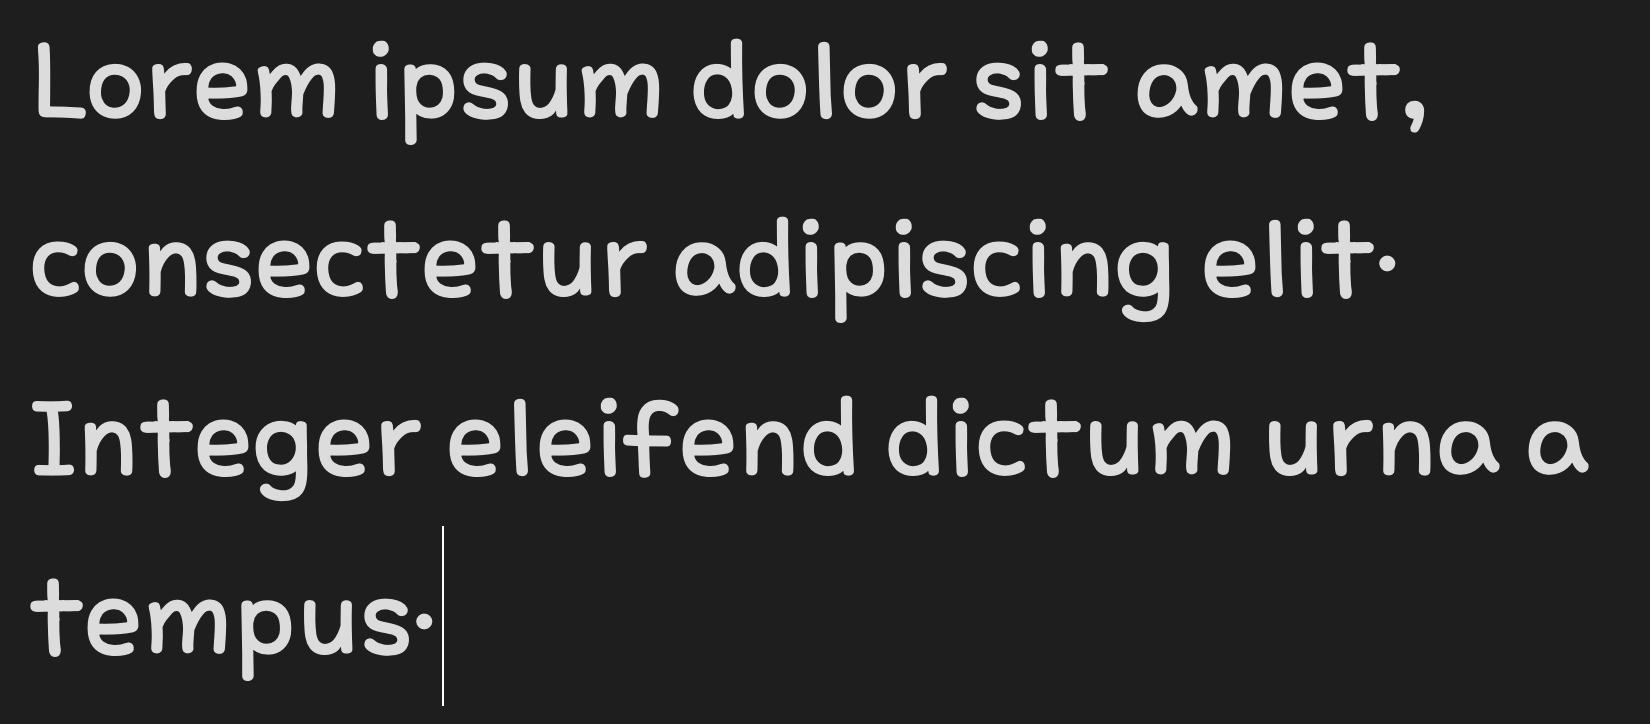 Lorem ipsum dolor sit amet,
consectetur adipiscing elit·
Integer eleifend dictum urna a
tempus·